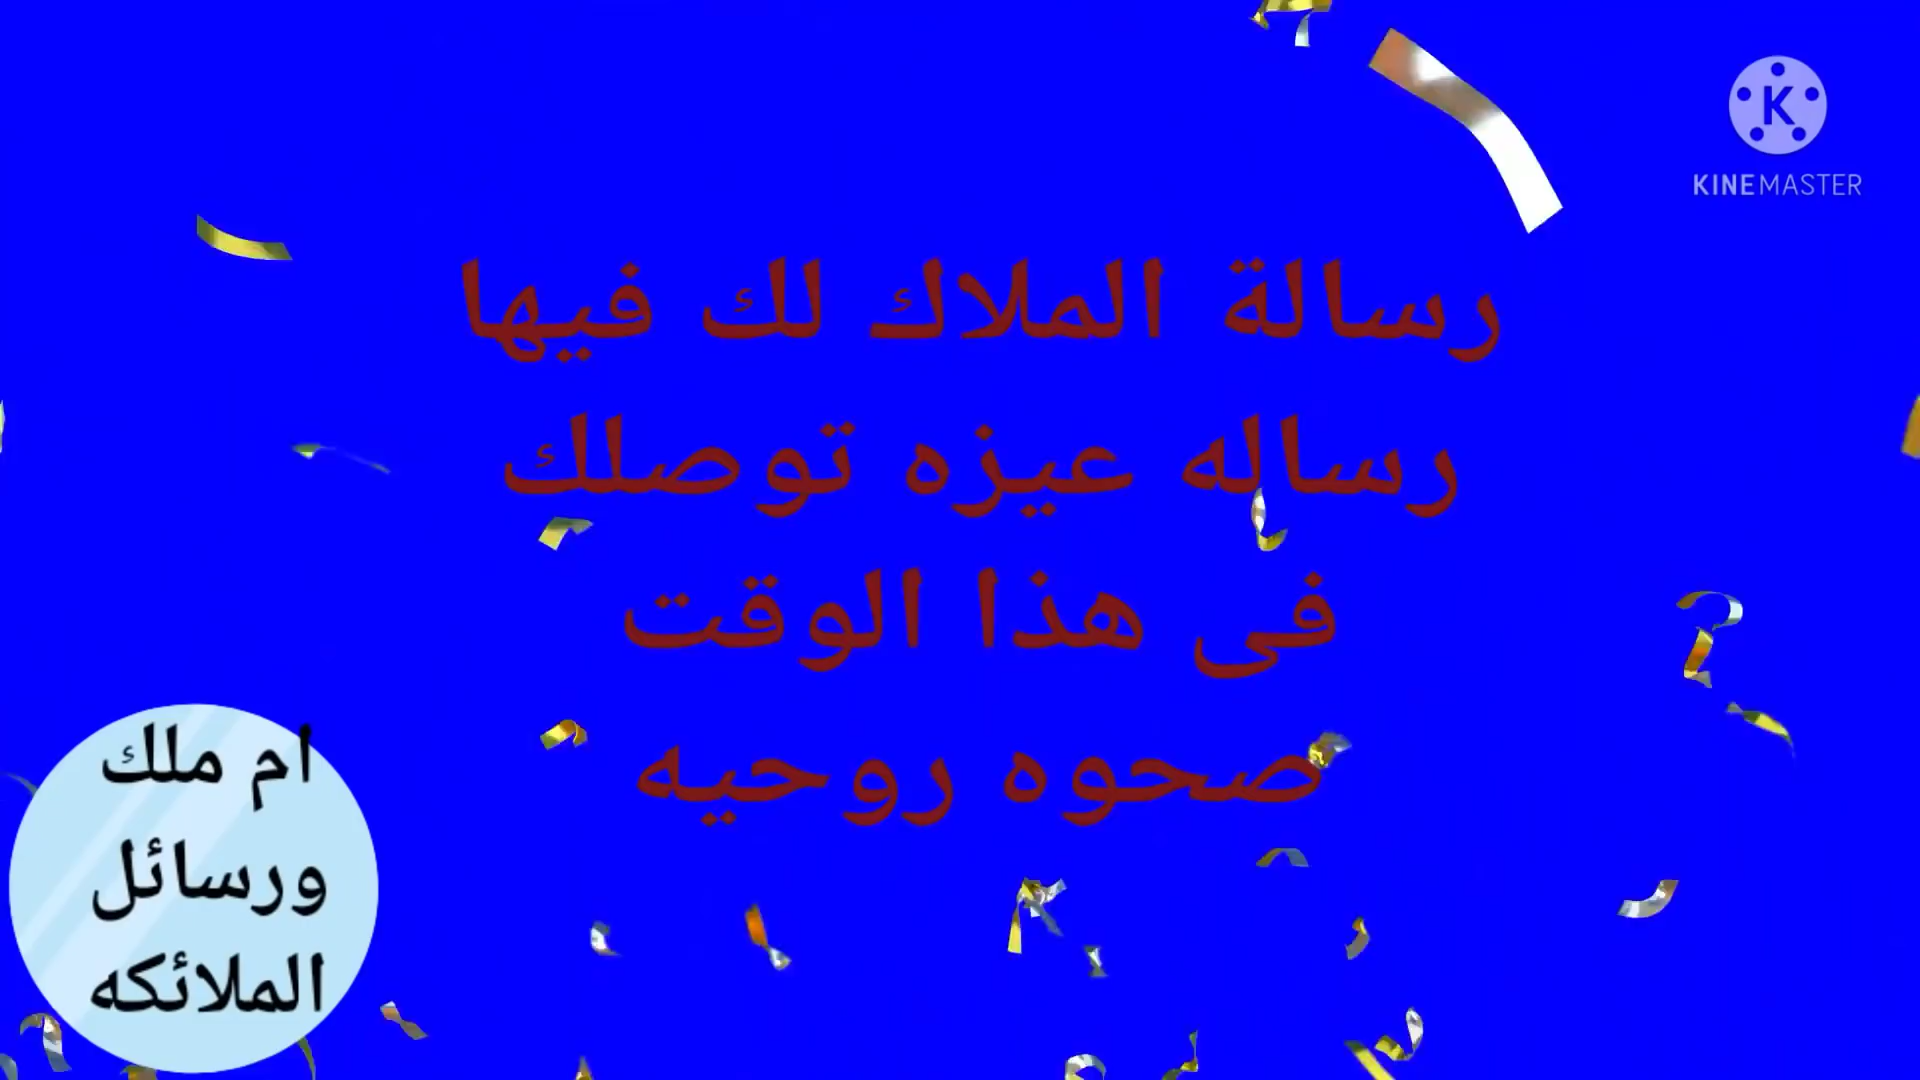 KINEMASTER
رسالة الملاك لك فيها
رساله عيزه توصلك
فى هذا الوقت
صحوه روحيه
ام ملك
ورسائل
الملائكه